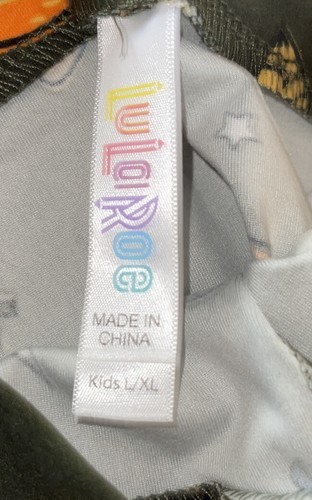 LuLaRoe
MADE IN
CHINA
Kids L/XL